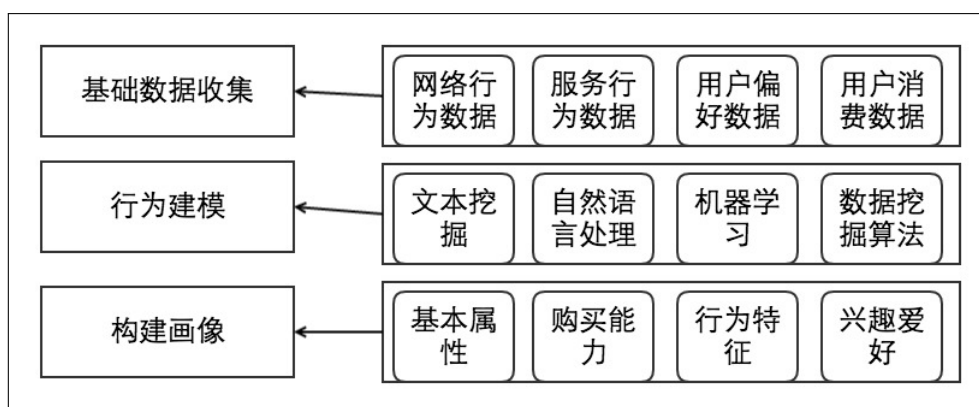 基础数据收集
网络行
为数据
服务行
为数据
用户偏
好数据
用户消
费数据
行为建模
文本挖
掘
自然语
言处理
机器学
习
数据挖
掘算法
构建画像
基本属
性
购买能
力
行为特
征
兴趣爱
好